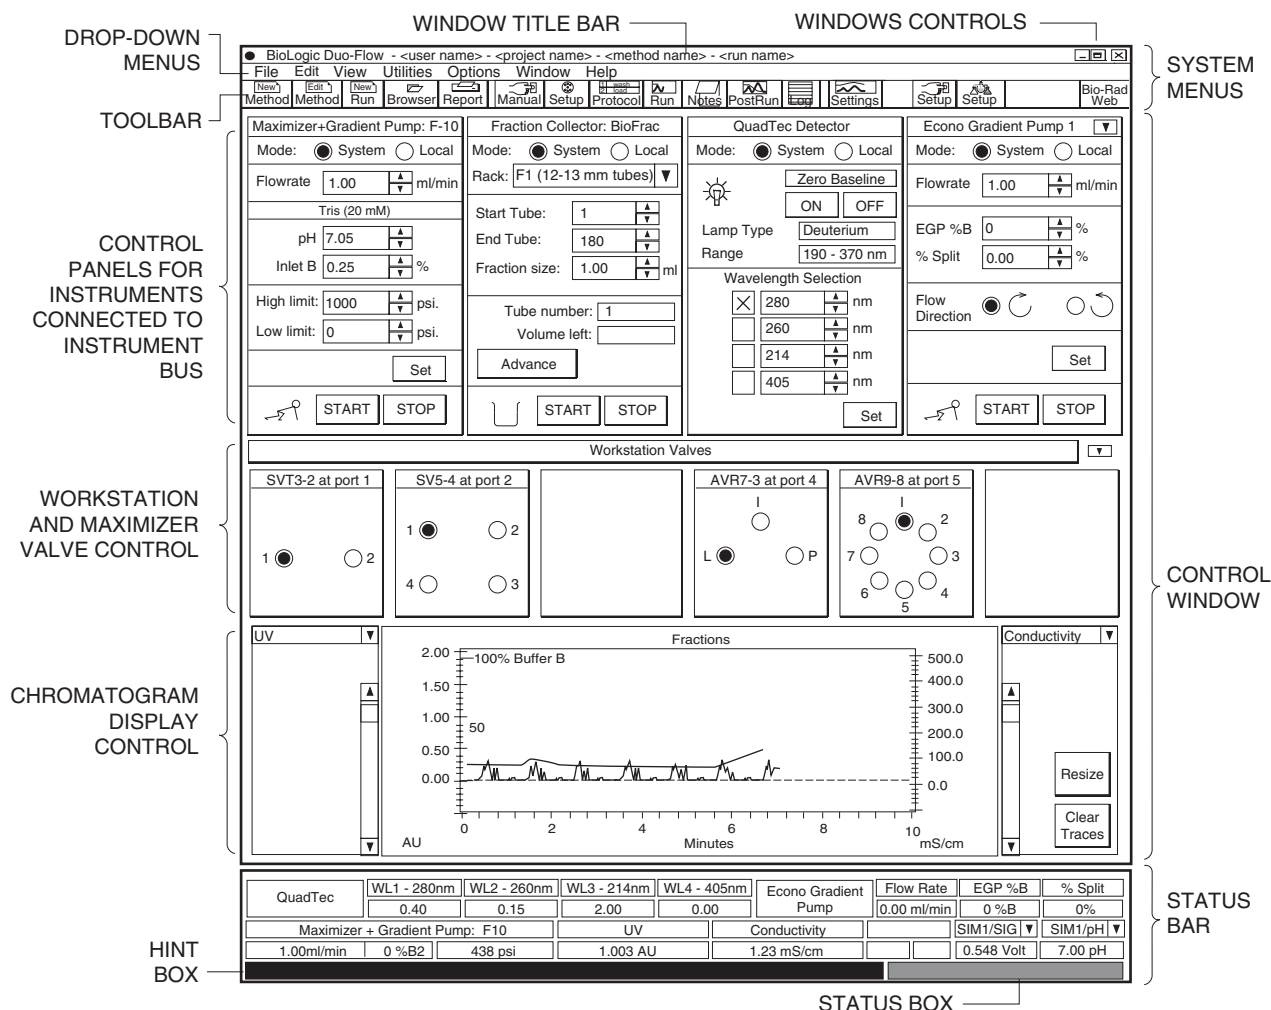 WINDOW TITLE BAR
WINDOWS CONTROLS
DROP-DOWN
MENUS
TOOLBAR
SYSTEM
MENUS
BioLogic Duo-Flow - <user name> - <project name> - <method name> - <run name>
File Edit View Utilities Options Window Help
New Method
Edit Method
New Run
Browser
Report
Manual
Setup
1 wash 2 load Protocol
Run
Notes
PostRun
Log
Settings
Setup
Setup
Bio-Rad
Web
CONTROL
PANELS FOR
INSTRUMENTS
CONNECTED TO
INSTRUMENT
BUS
Maximizer+Gradient Pump: F-10
Mode: System Local
Flowrate 1.00 ml/min
Tris (20 mM)
pH 7.05
Inlet B 0.25 %
High limit: 1000 psi.
Low limit: 0 psi.
Set
START STOP
Fraction Collector: BioFrac
Mode: System Local
Rack: F1 (12-13 mm tubes)
Start Tube: 1
End Tube: 180
Fraction size: 1.00 ml
Tube number: 1
Volume left:
Advance
START STOP
QuadTec Detector
Mode: System Local
Zero Baseline
ON OFF
Lamp Type Deuterium
Range 190 - 370 nm
Wavelength Selection
280 nm
260 nm
214 nm
405 nm
Set
Econo Gradient Pump 1
Mode: System Local
Flowrate 1.00 ml/min
EGP %B 0 %
% Split 0.00 %
Flow
Direction
Set
START STOP
WORKSTATION
AND MAXIMIZER
VALVE CONTROL
Workstation Valves
SVT3-2 at port 1
1 2
SV5-4 at port 2
1 2
4 3
AVR7-3 at port 4
I
L P
AVR9-8 at port 5
I
8 2
7 3
6 4
5
CONTROL
WINDOW
CHROMATOGRAM
DISPLAY
CONTROL
UV
Fractions
2.00
1.50
1.00
0.50
0.00
100% Buffer B
50
500.0
400.0
300.0
200.0
100.0
0.0
0 2 4 6 8 10
AU Minutes mS/cm
Conductivity
Resize
Clear
Traces
STATUS
BAR
QuadTec
WL1 - 280nm WL2 - 260nm WL3 - 214nm WL4 - 405nm
0.40 0.15 2.00 0.00
Econo Gradient
Pump
Flow Rate EGP %B % Split
0.00 ml/min 0 %B 0%
Maximizer + Gradient Pump: F10 UV Conductivity SIM1/SIG SIM1/pH
1.00ml/min 0 %B2 438 psi 1.003 AU 1.23 mS/cm 0.548 Volt 7.00 pH
HINT
BOX
STATUS BOX